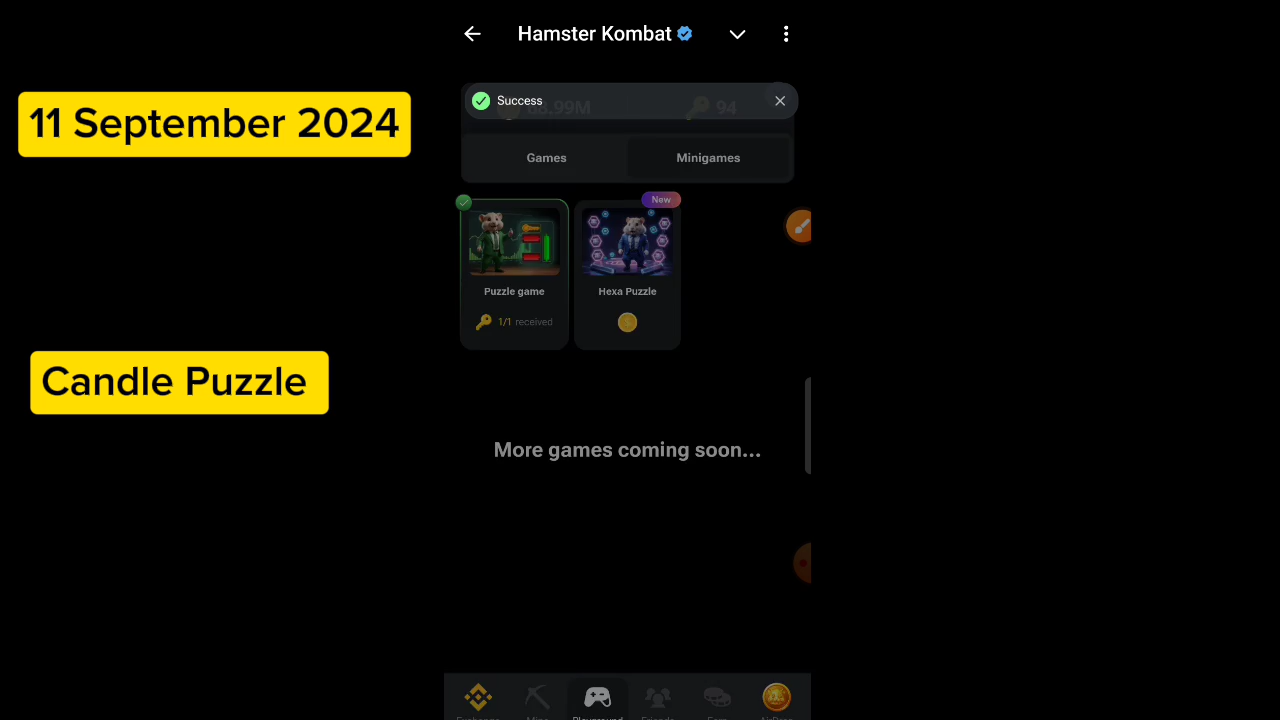 11 September 2024
Candle Puzzle
Hamster Kombat
Success
94
Games
Minigames
New
Puzzle game
Hexa Puzzle
1/1 received
More games coming soon...